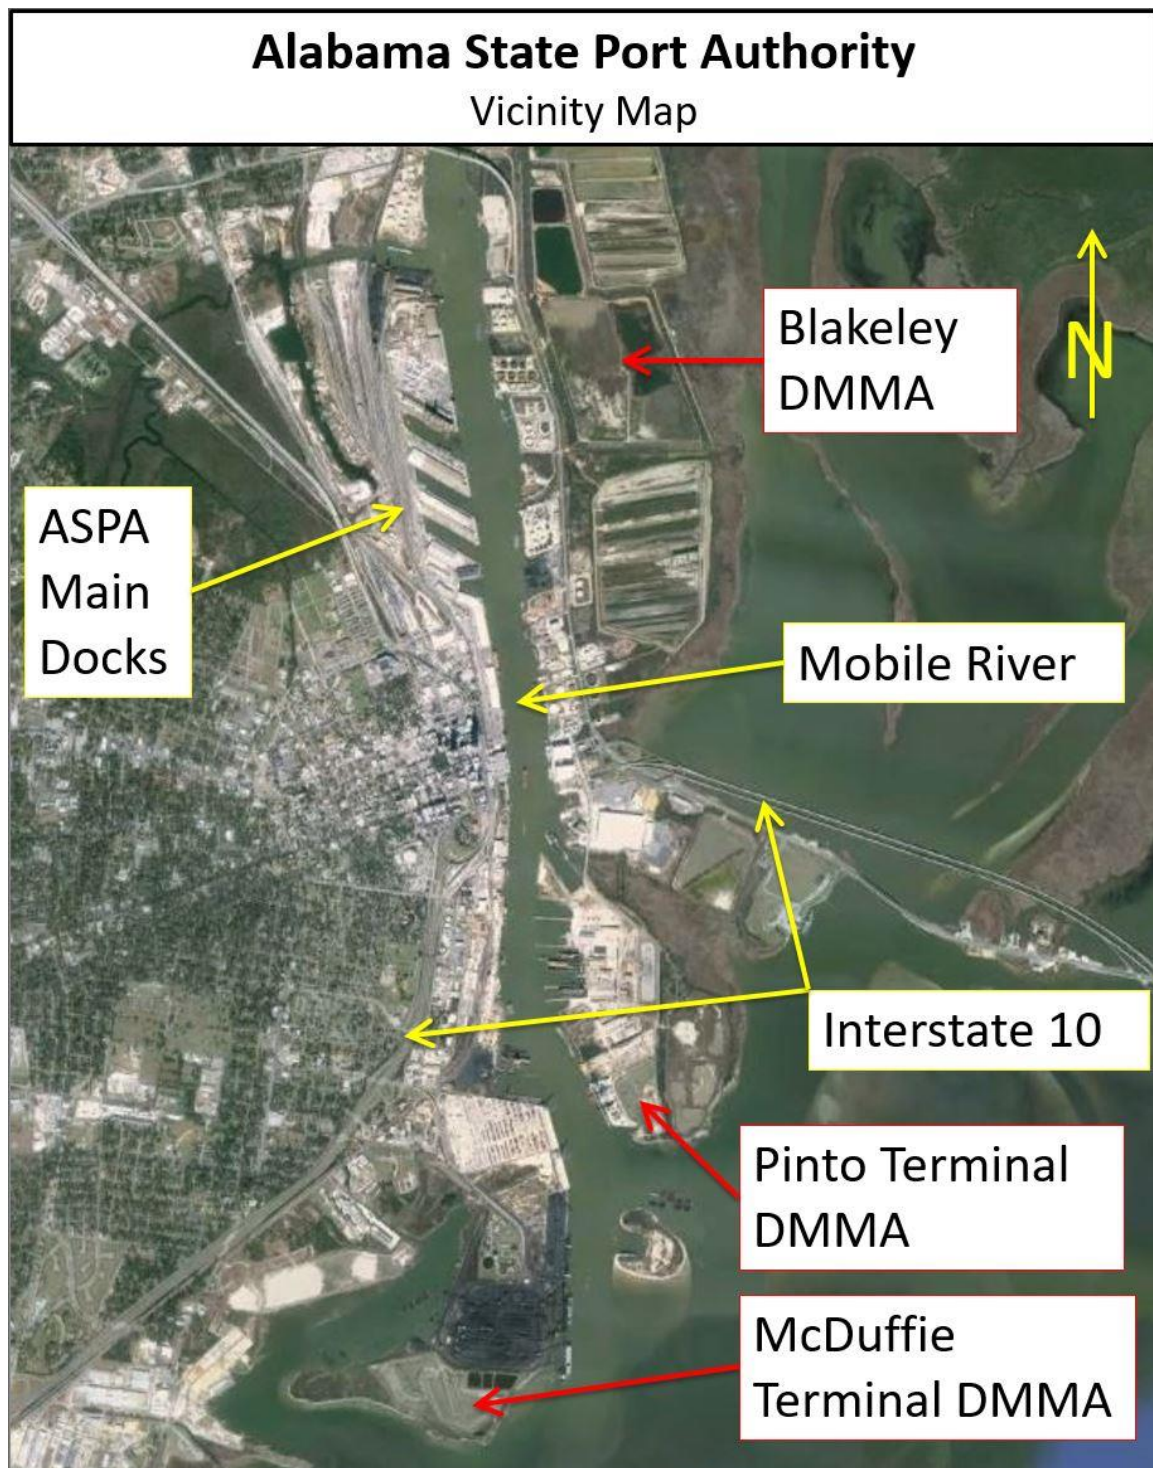 Alabama State Port Authority
Vicinity Map
Blakeley
DMMA
N
ASPA
Main
Docks
Mobile River
Interstate 10
Pinto Terminal
DMMA
McDuffie
Terminal DMMA